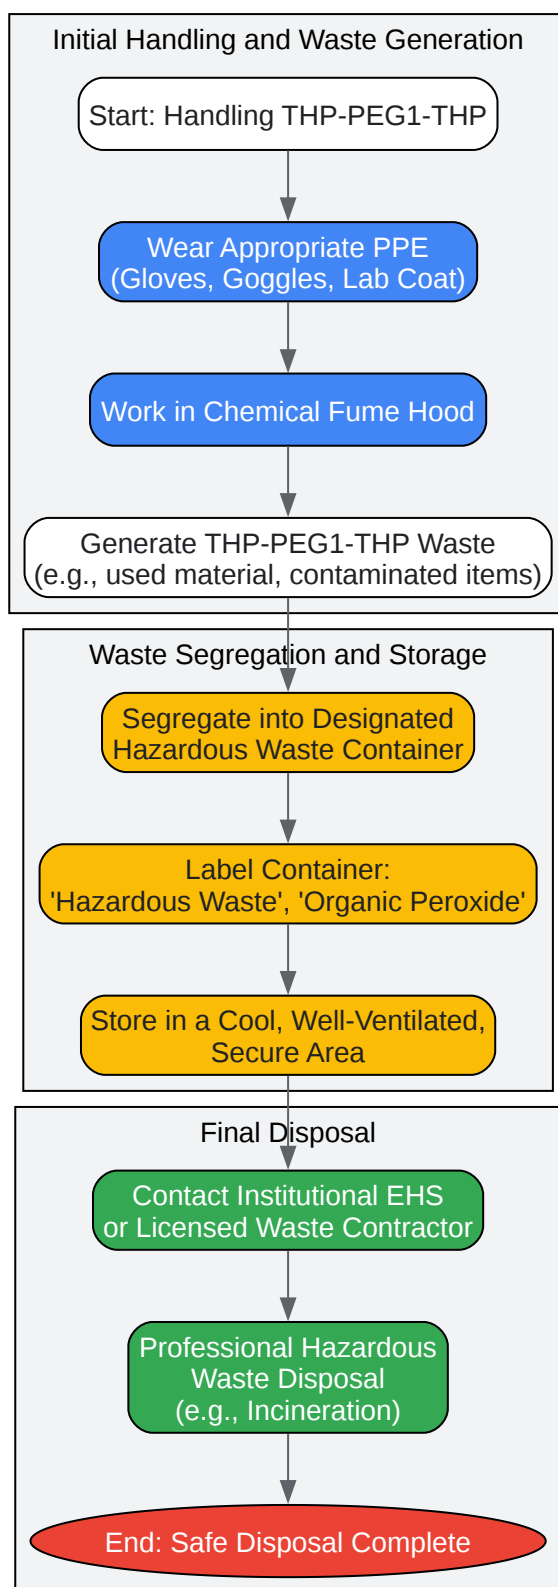 Initial Handling and Waste Generation
Start: Handling THP-PEG1-THP
Wear Appropriate PPE
(Gloves, Goggles, Lab Coat)
Work in Chemical Fume Hood
Generate THP-PEG1-THP Waste
(e.g., used material, contaminated items)
Waste Segregation and Storage
Segregate into Designated
Hazardous Waste Container
Label Container:
'Hazardous Waste', 'Organic Peroxide'
Store in a Cool, Well-Ventilated,
Secure Area
Final Disposal
Contact Institutional EHS
or Licensed Waste Contractor
Professional Hazardous
Waste Disposal
(e.g., Incineration)
End: Safe Disposal Complete